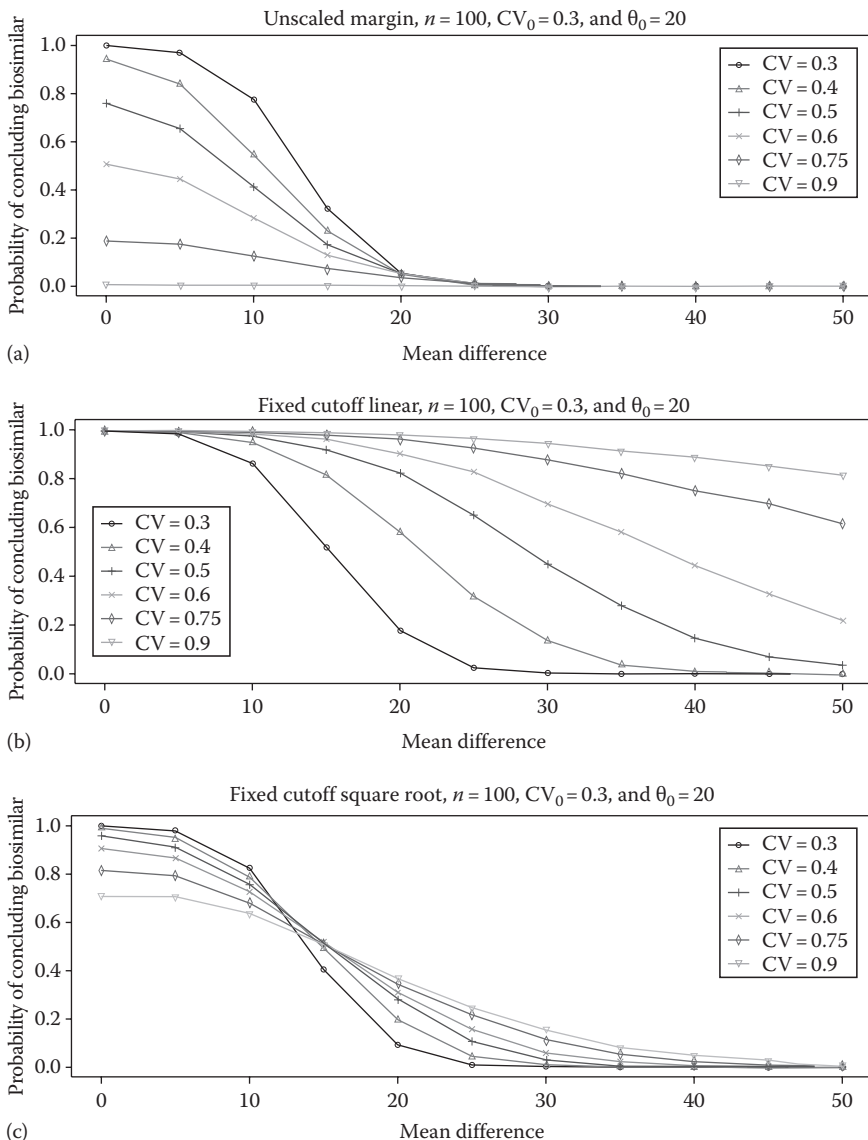 Unscaled margin, n = 100, CV₀ = 0.3, and θ₀ = 20
Probability of concluding biosimilar
1.0
0.8
0.6
0.4
0.2
0.0
CV = 0.3
CV = 0.4
CV = 0.5
CV = 0.6
CV = 0.75
CV = 0.9
0 10 20 30 40 50
(a) Mean difference
Fixed cutoff linear, n = 100, CV₀ = 0.3, and θ₀ = 20
Probability of concluding biosimilar
1.0
0.8
0.6
0.4
0.2
0.0
CV = 0.3
CV = 0.4
CV = 0.5
CV = 0.6
CV = 0.75
CV = 0.9
0 10 20 30 40 50
(b) Mean difference
Fixed cutoff square root, n = 100, CV₀ = 0.3, and θ₀ = 20
Probability of concluding biosimilar
1.0
0.8
0.6
0.4
0.2
0.0
CV = 0.3
CV = 0.4
CV = 0.5
CV = 0.6
CV = 0.75
CV = 0.9
0 10 20 30 40 50
(c) Mean difference